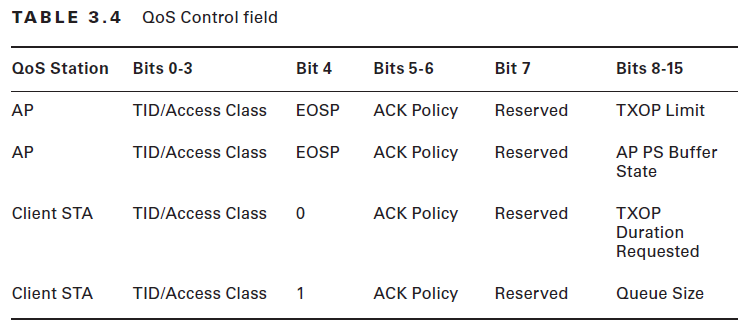 TABLE 3.4 QoS Control field
QoS Station Bits 0-3 Bit 4 Bits 5-6 Bit 7 Bits 8-15
AP TID/Access Class EOSP ACK Policy Reserved TXOP Limit
AP TID/Access Class EOSP ACK Policy Reserved AP PS Buffer
State
Client STA TID/Access Class 0 ACK Policy Reserved TXOP
Duration
Requested
Client STA TID/Access Class 1 ACK Policy Reserved Queue Size